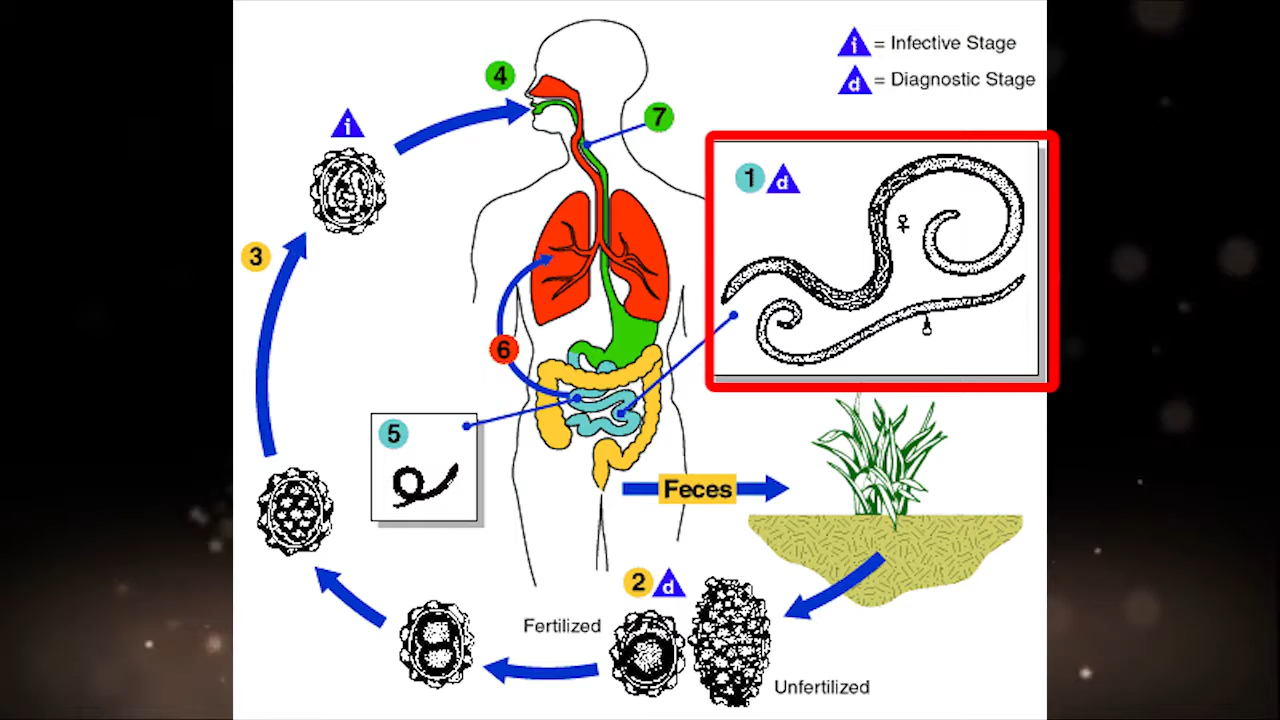 i = Infective Stage
d = Diagnostic Stage
4
7
i
1 d
♀
3
6
5
Feces
2 d
Fertilized
Unfertilized